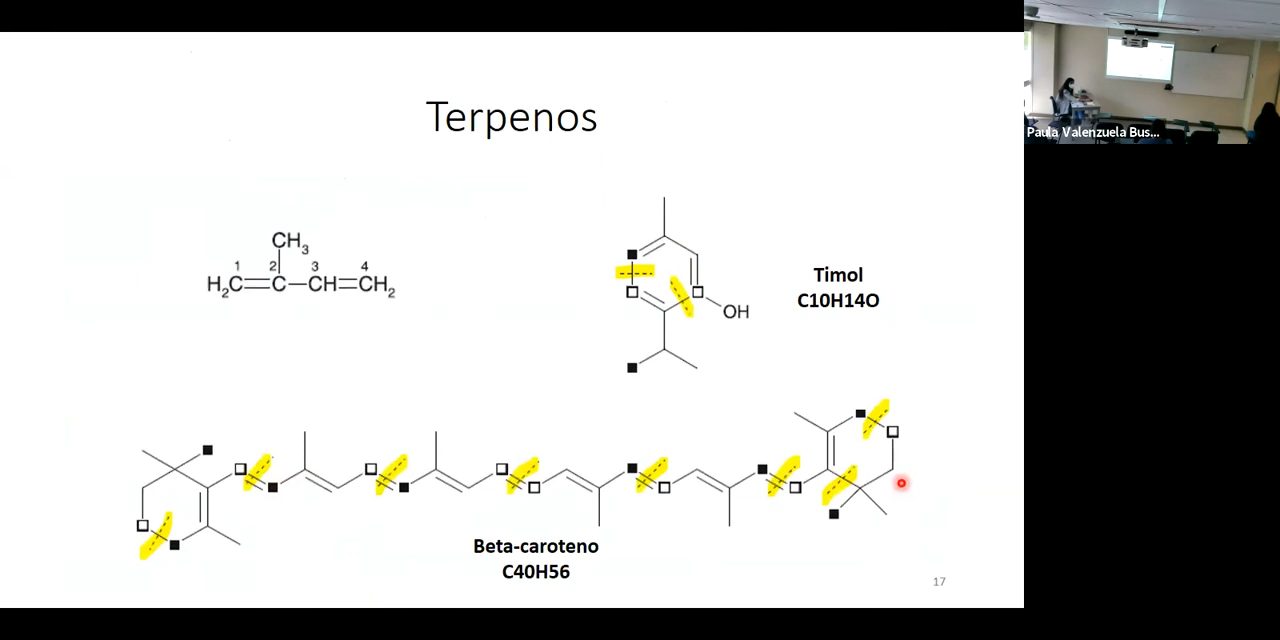 Terpenos
CH3
1 2 3 4
H2C=C-CH=CH2
OH
Timol
C10H14O
Beta-caroteno
C40H56
17
Paula Valenzuela Bus...